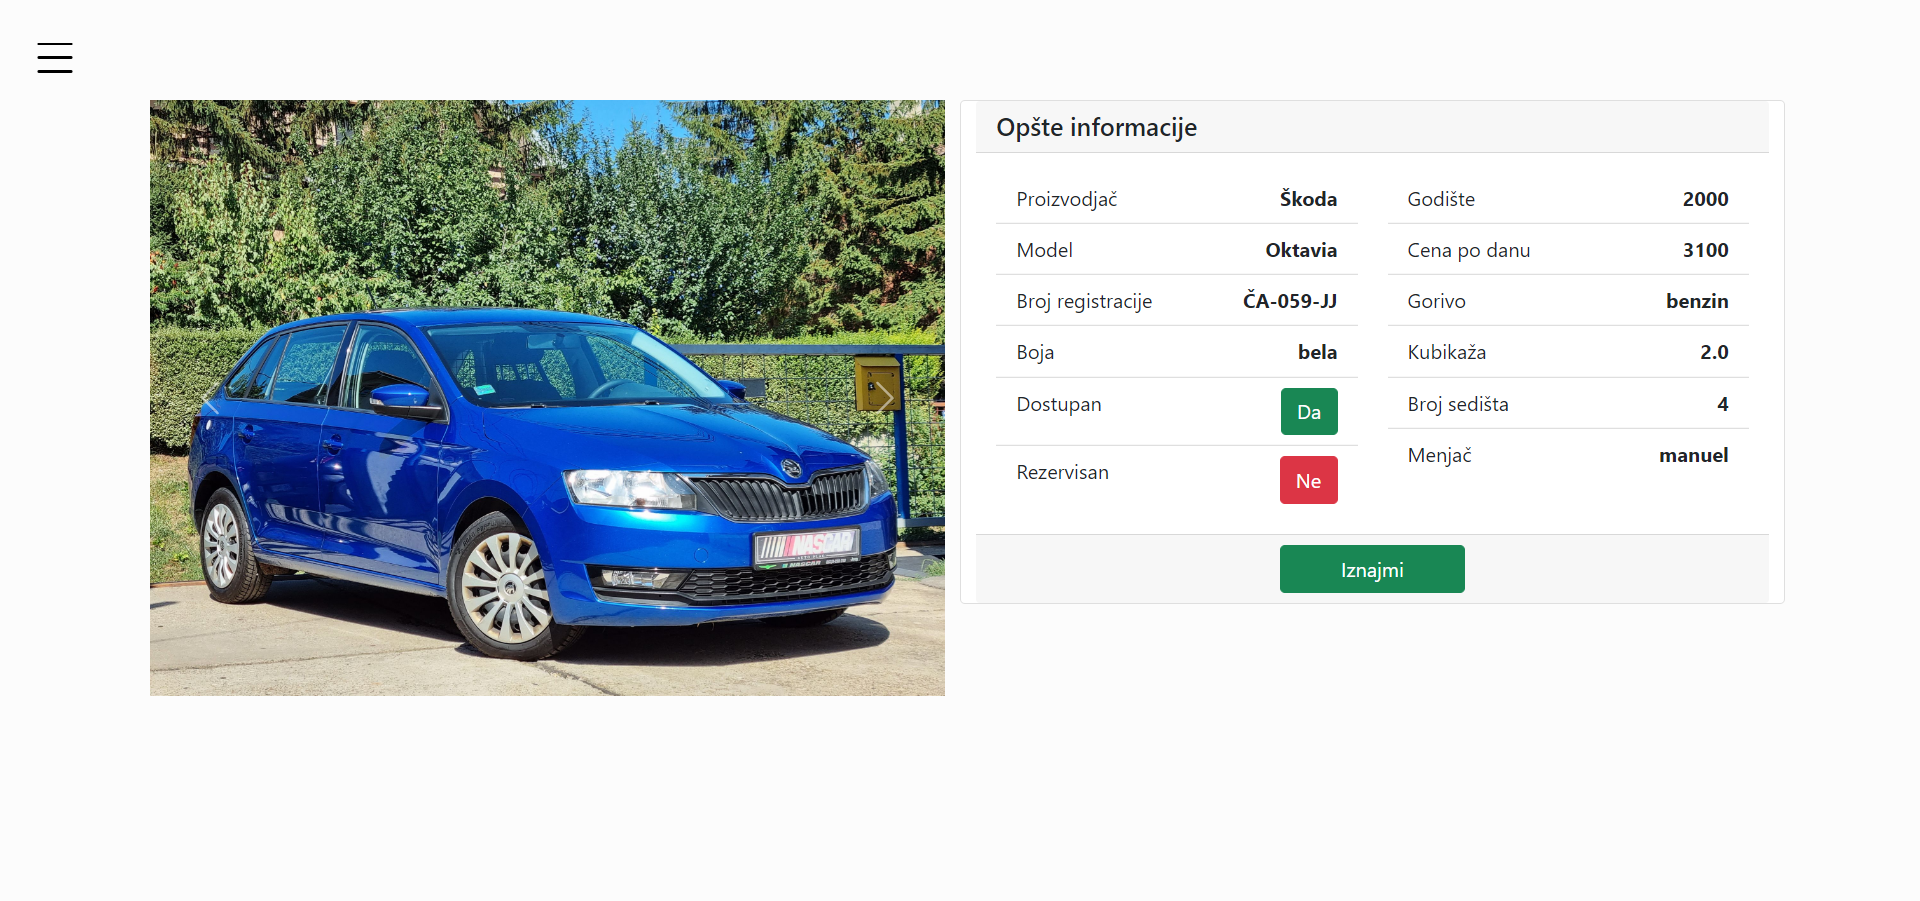 Opšte informacije
Proizvodjač Škoda
Model Oktavia
Broj registracije ČA-059-JJ
Boja bela
Dostupan Da
Rezervisan Ne
Godište 2000
Cena po danu 3100
Gorivo benzin
Kubikaža 2.0
Broj sedišta 4
Menjač manuel
Iznajmi
NASCAR
NASCAR